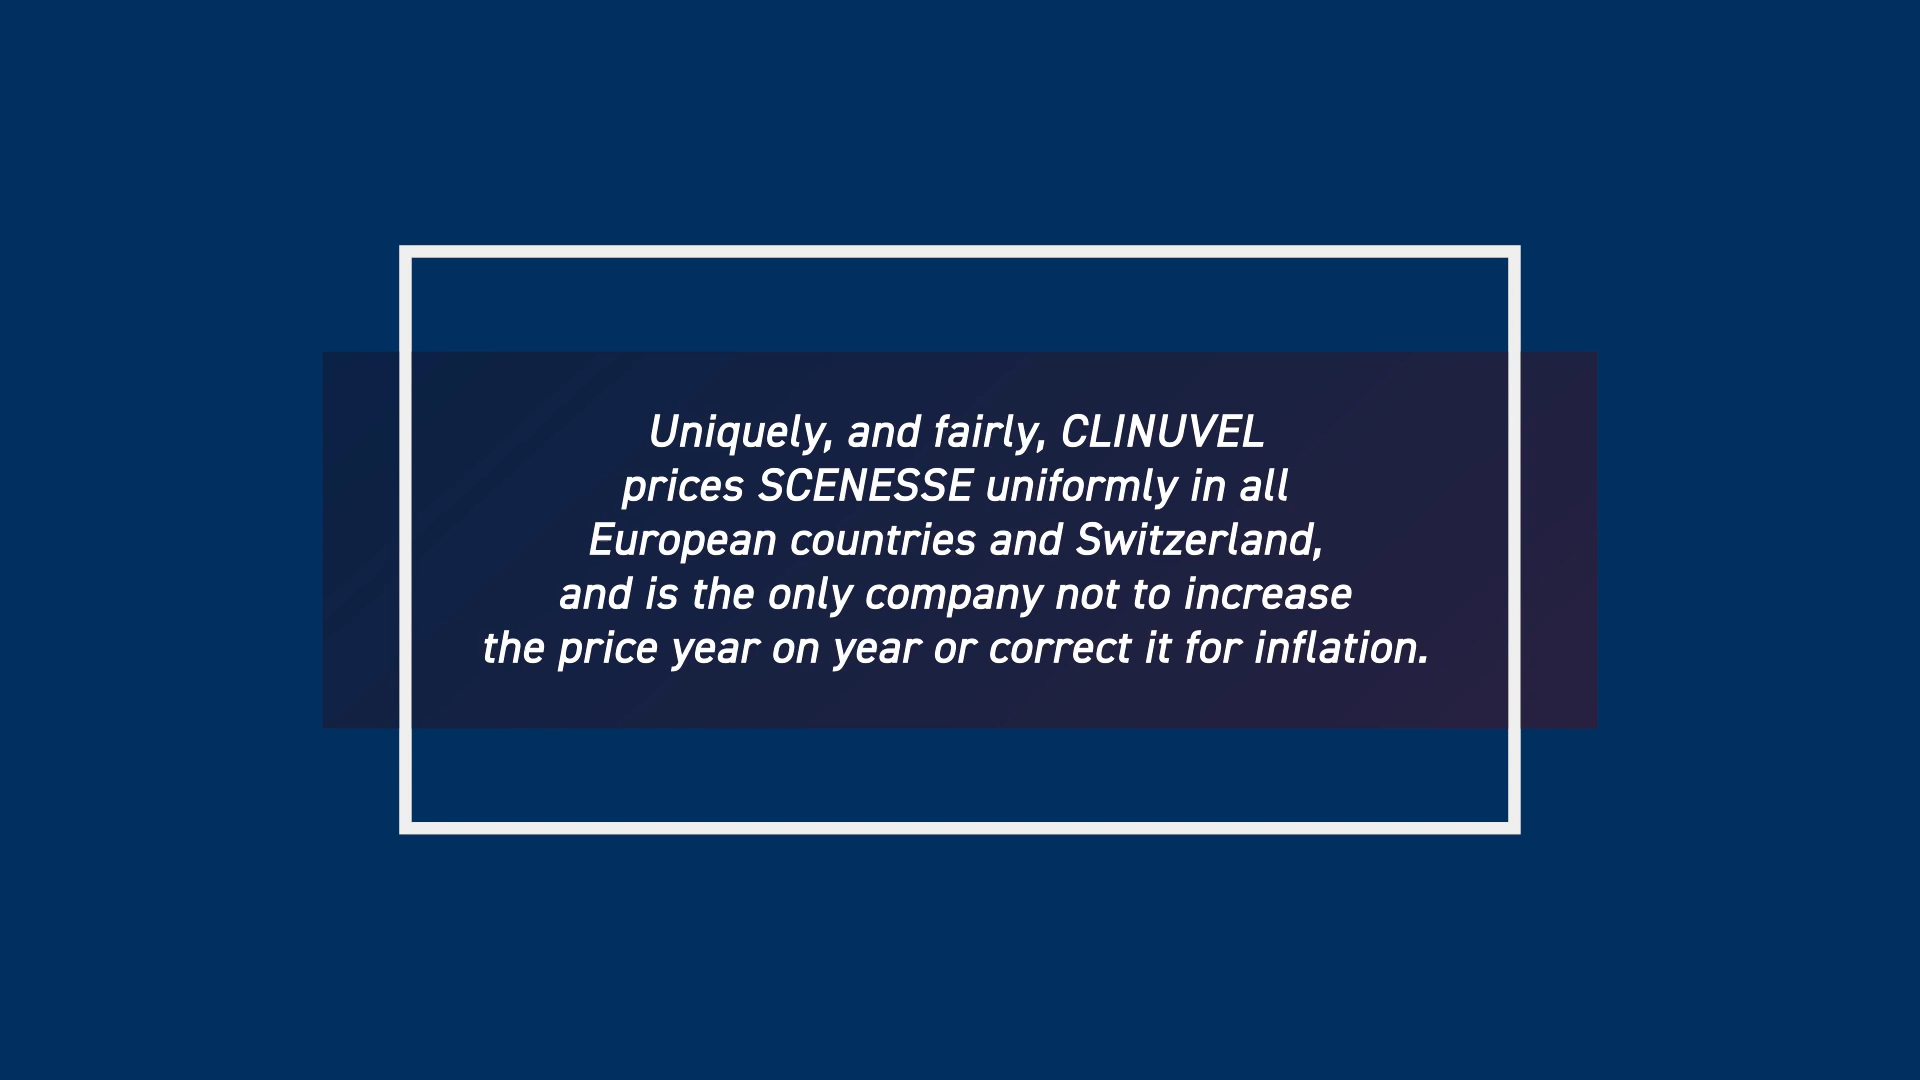 Uniquely, and fairly, CLINUVEL
prices SCENESSE uniformly in all
European countries and Switzerland,
and is the only company not to increase
the price year on year or correct it for inflation.